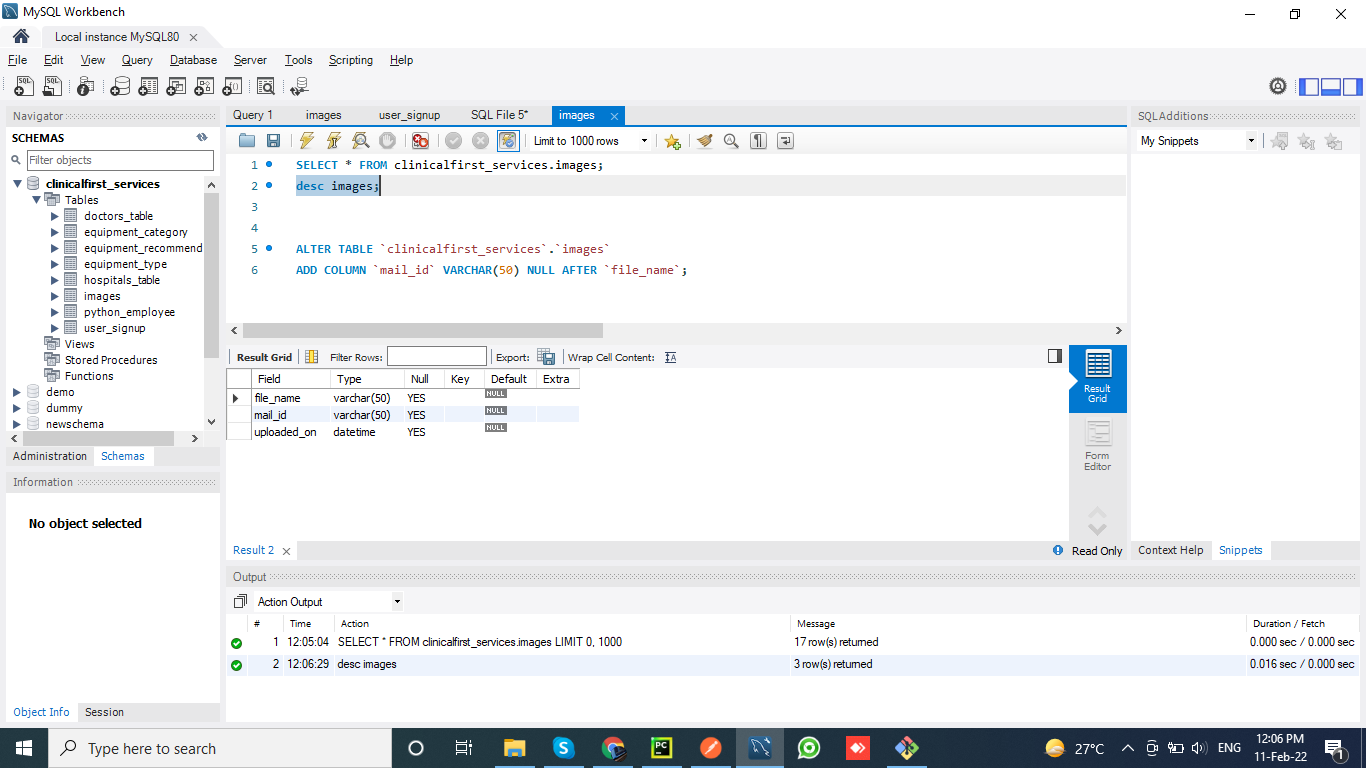 MySQL Workbench
Local instance MySQL80
File Edit View Query Database Server Tools Scripting Help
Navigator
SCHEMAS
Filter objects
clinicalfirst_services
Tables
doctors_table
equipment_category
equipment_recommend
equipment_type
hospitals_table
images
python_employee
user_signup
Views
Stored Procedures
Functions
demo
dummy
newschema
Administration Schemas
Information
No object selected
Object Info Session
Query 1 images user_signup SQL File 5* images
Limit to 1000 rows
1 SELECT * FROM clinicalfirst_services.images;
2 desc images;
3
4
5 ALTER TABLE `clinicalfirst_services`.`images`
6 ADD COLUMN `mail_id` VARCHAR(50) NULL AFTER `file_name`;
Result Grid Filter Rows: Export: Wrap Cell Content:
Field Type Null Key Default Extra
file_name varchar(50) YES NULL
mail_id varchar(50) YES NULL
uploaded_on datetime YES NULL
Result Grid
Form Editor
Result 2
Read Only
SQLAdditions
My Snippets
Context Help Snippets
Output
Action Output
# Time Action Message Duration / Fetch
1 12:05:04 SELECT * FROM clinicalfirst_services.images LIMIT 0, 1000 17 row(s) returned 0.000 sec / 0.000 sec
2 12:06:29 desc images 3 row(s) returned 0.016 sec / 0.000 sec
Type here to search
27°C
ENG
12:06 PM
11-Feb-22
1